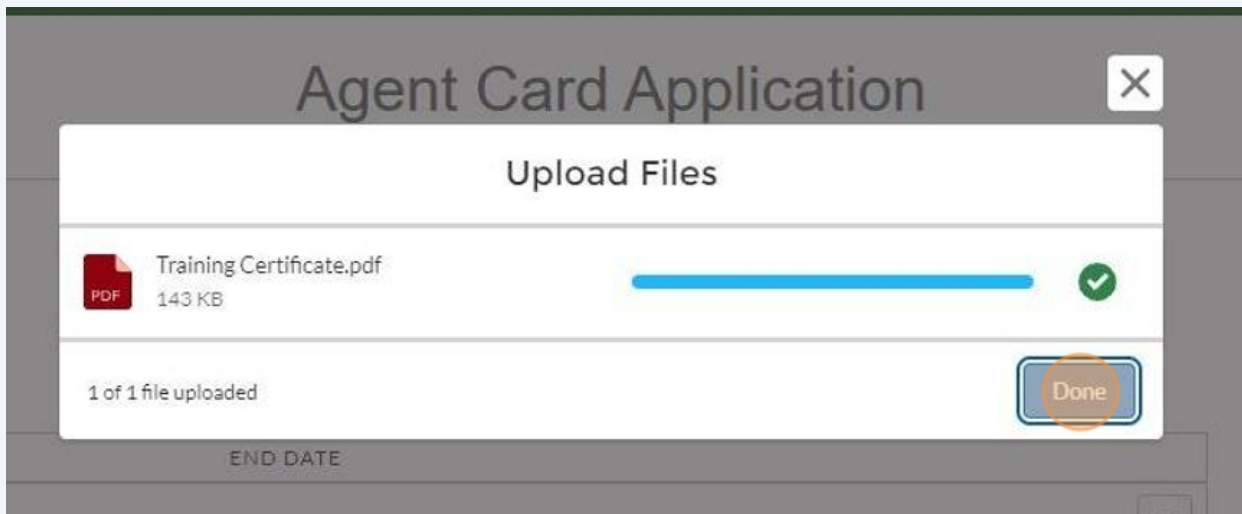 Agent Card Application
Upload Files
PDF
Training Certificate.pdf
143 KB
1 of 1 file uploaded
Done
END DATE